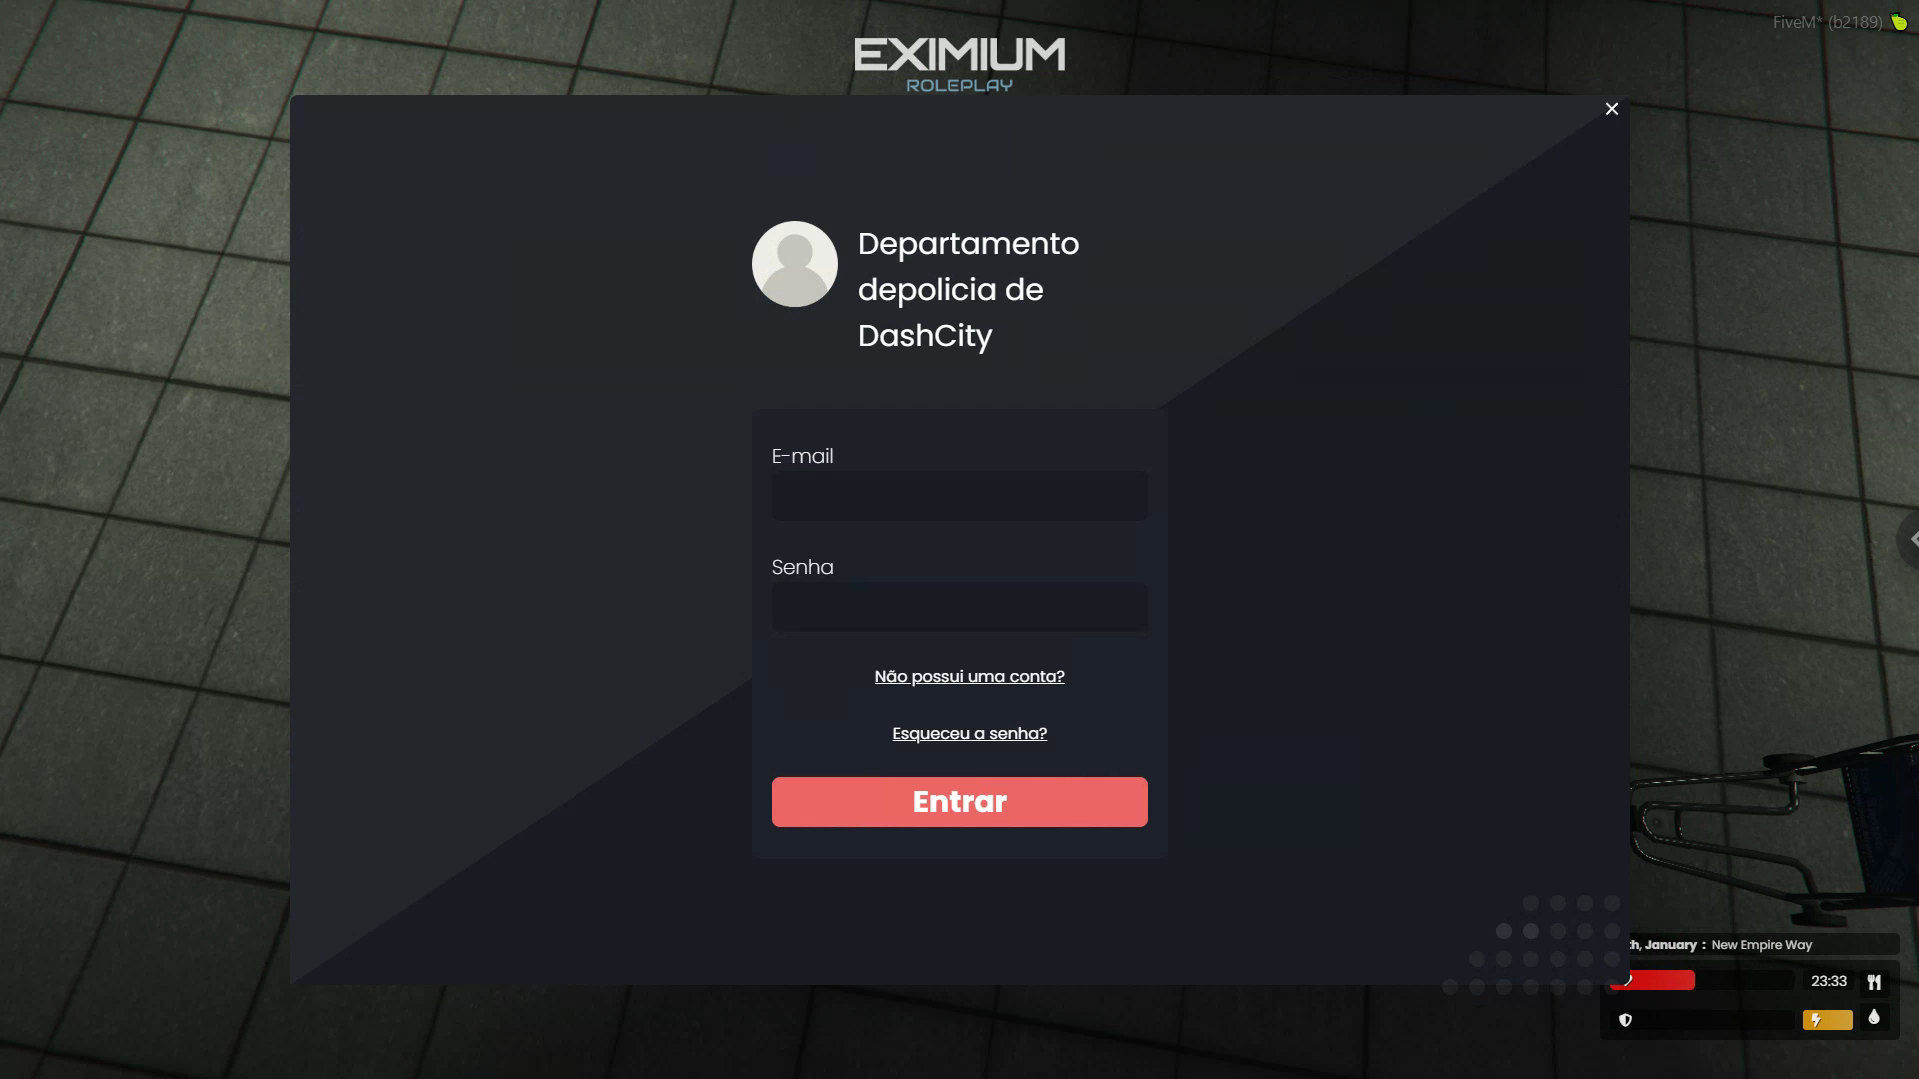 FiveM* (b2189)
EXIMIUM
ROLEPLAY
Departamento
depolicia de
DashCity
E-mail
Senha
Não possui uma conta?
Esqueceu a senha?
Entrar
th, January : New Empire Way
23:33